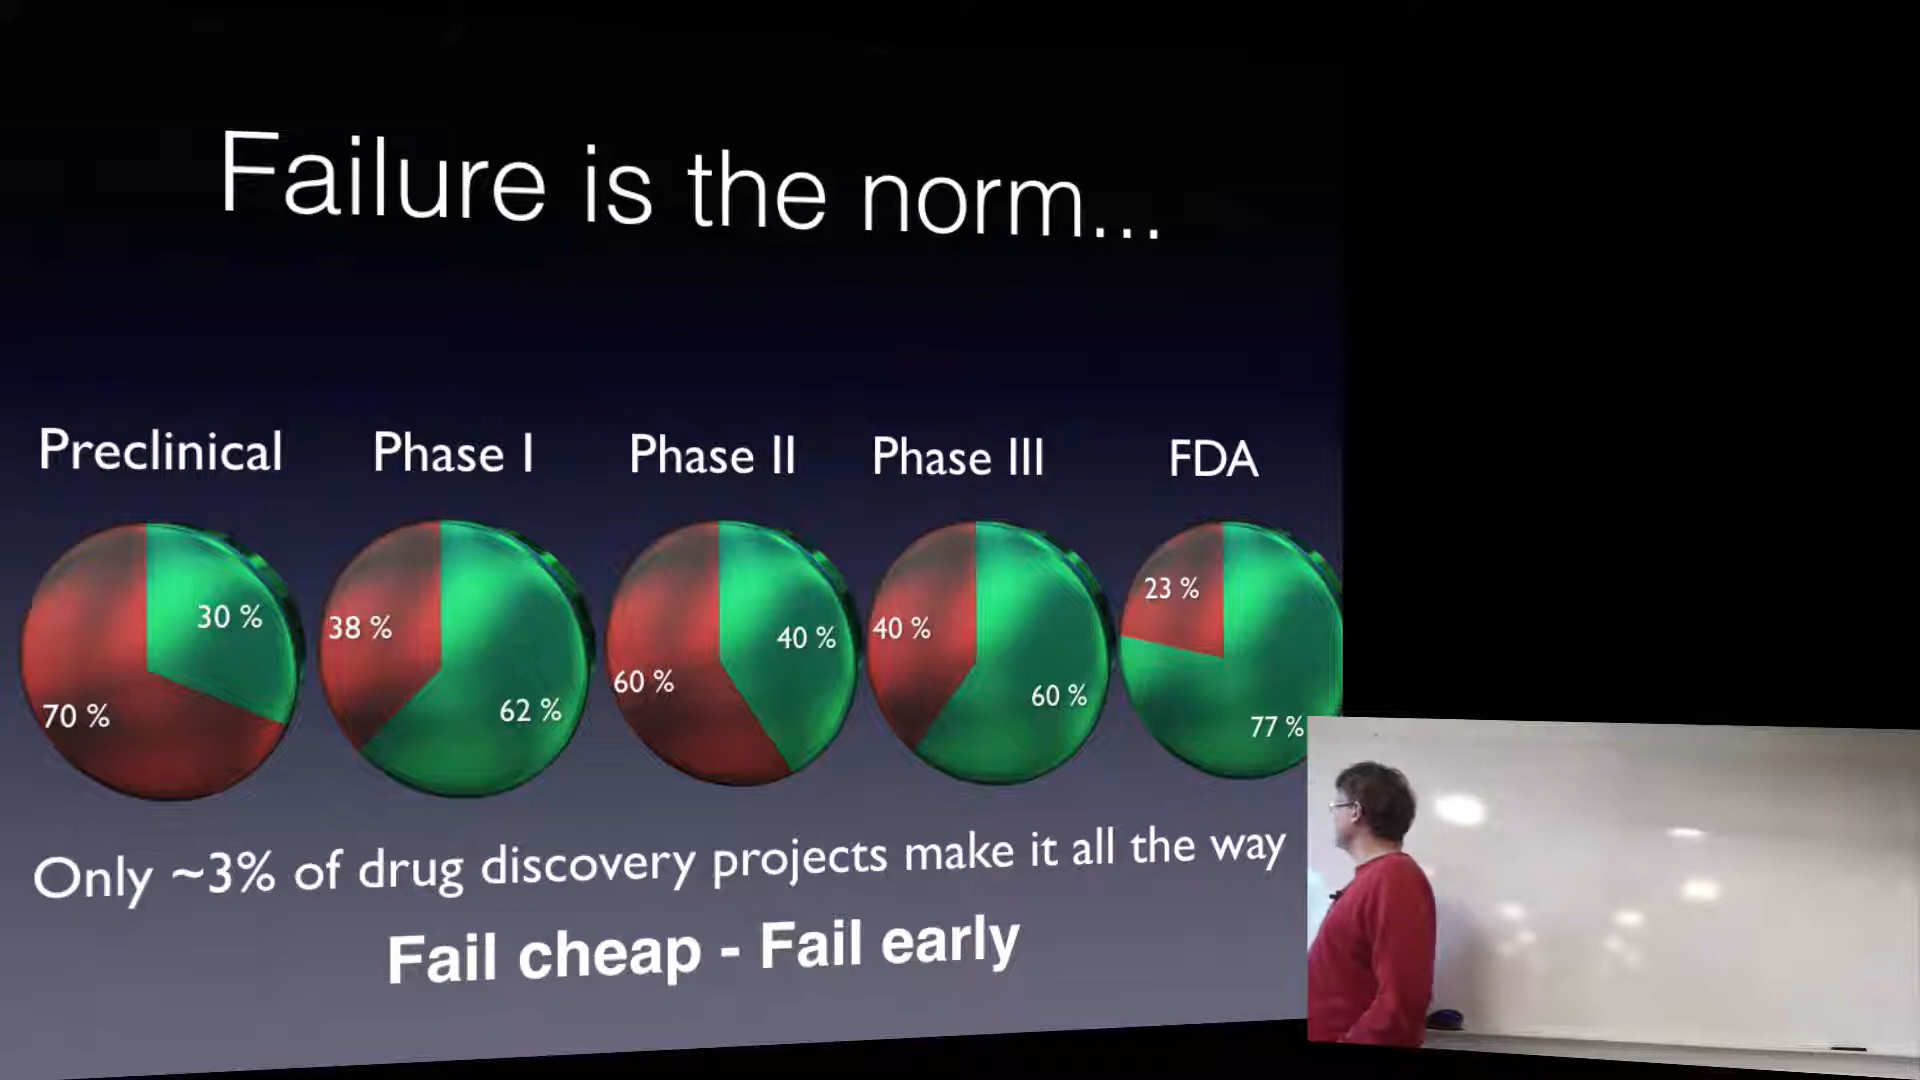 Failure is the norm...
Preclinical Phase I Phase II Phase III FDA
30 % 70 %
38 % 62 %
40 % 60 %
40 % 60 %
23 % 77 %
Only ~3% of drug discovery projects make it all the way
Fail cheap - Fail early